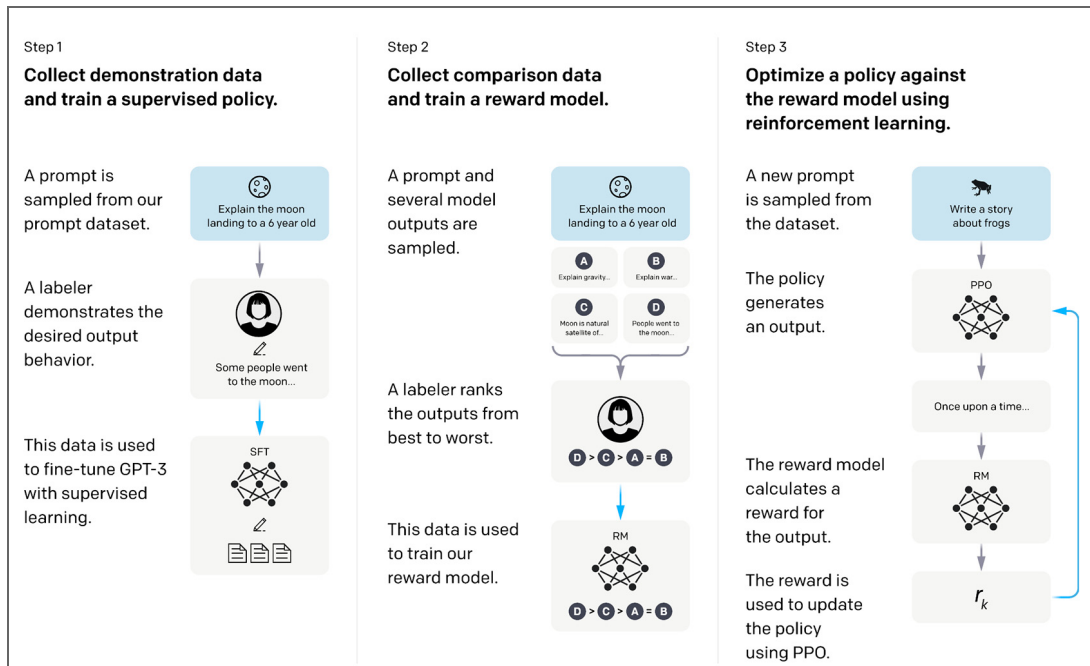 Step 1
Collect demonstration data
and train a supervised policy.
A prompt is
sampled from our
prompt dataset.
Explain the moon
landing to a 6 year old
A labeler
demonstrates the
desired output
behavior.
Some people went
to the moon...
This data is used
to fine-tune GPT-3
with supervised
learning.
SFT
Step 2
Collect comparison data
and train a reward model.
A prompt and
several model
outputs are
sampled.
Explain the moon
landing to a 6 year old
A
Explain gravity...
B
Explain war...
C
Moon is natural
satellite of...
D
People went to
the moon...
A labeler ranks
the outputs from
best to worst.
D > C > A = B
This data is used
to train our
reward model.
RM
D > C > A = B
Step 3
Optimize a policy against
the reward model using
reinforcement learning.
A new prompt
is sampled from
the dataset.
Write a story
about frogs
The policy
generates
an output.
PPO
Once upon a time...
The reward model
calculates a
reward for
the output.
RM
The reward is
used to update
the policy
using PPO.
rk